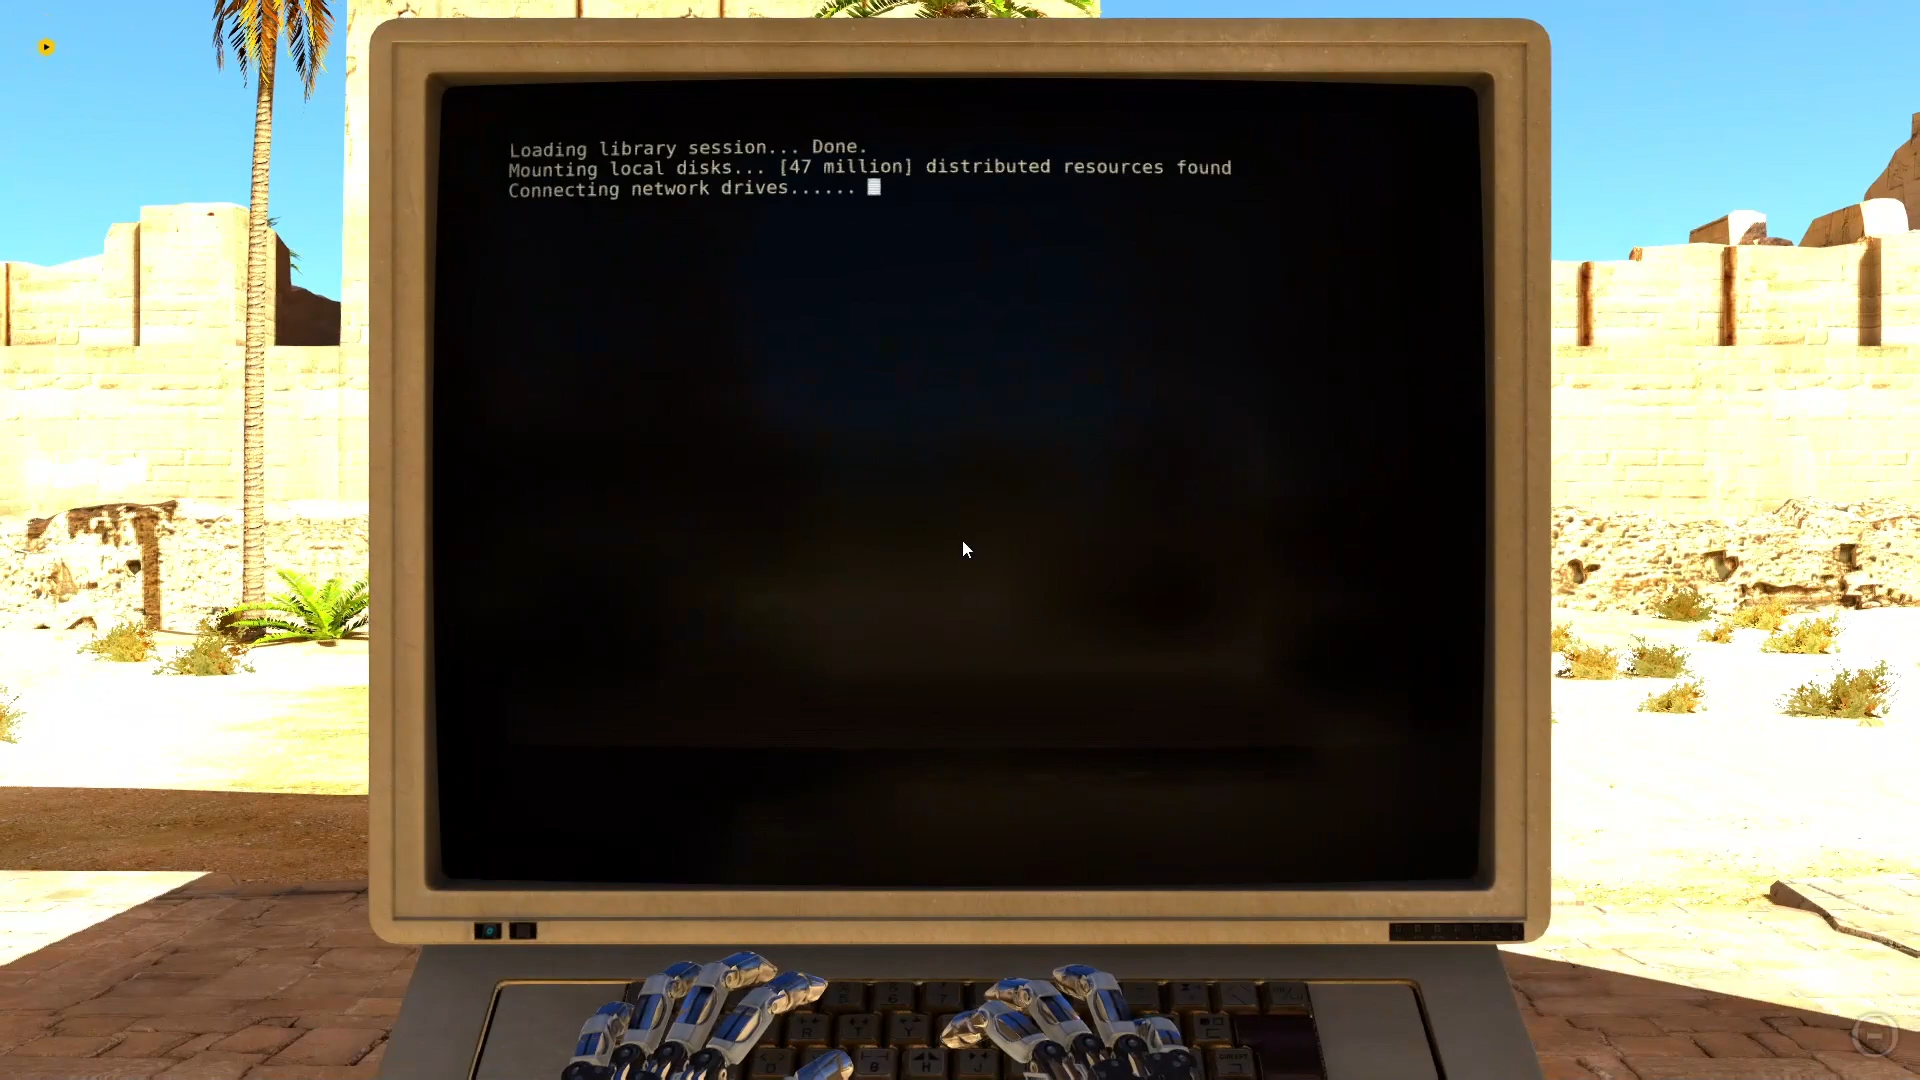 Loading library session... Done.
Mounting local disks... [47 million] distributed resources found
Connecting network drives......
R T Y
H